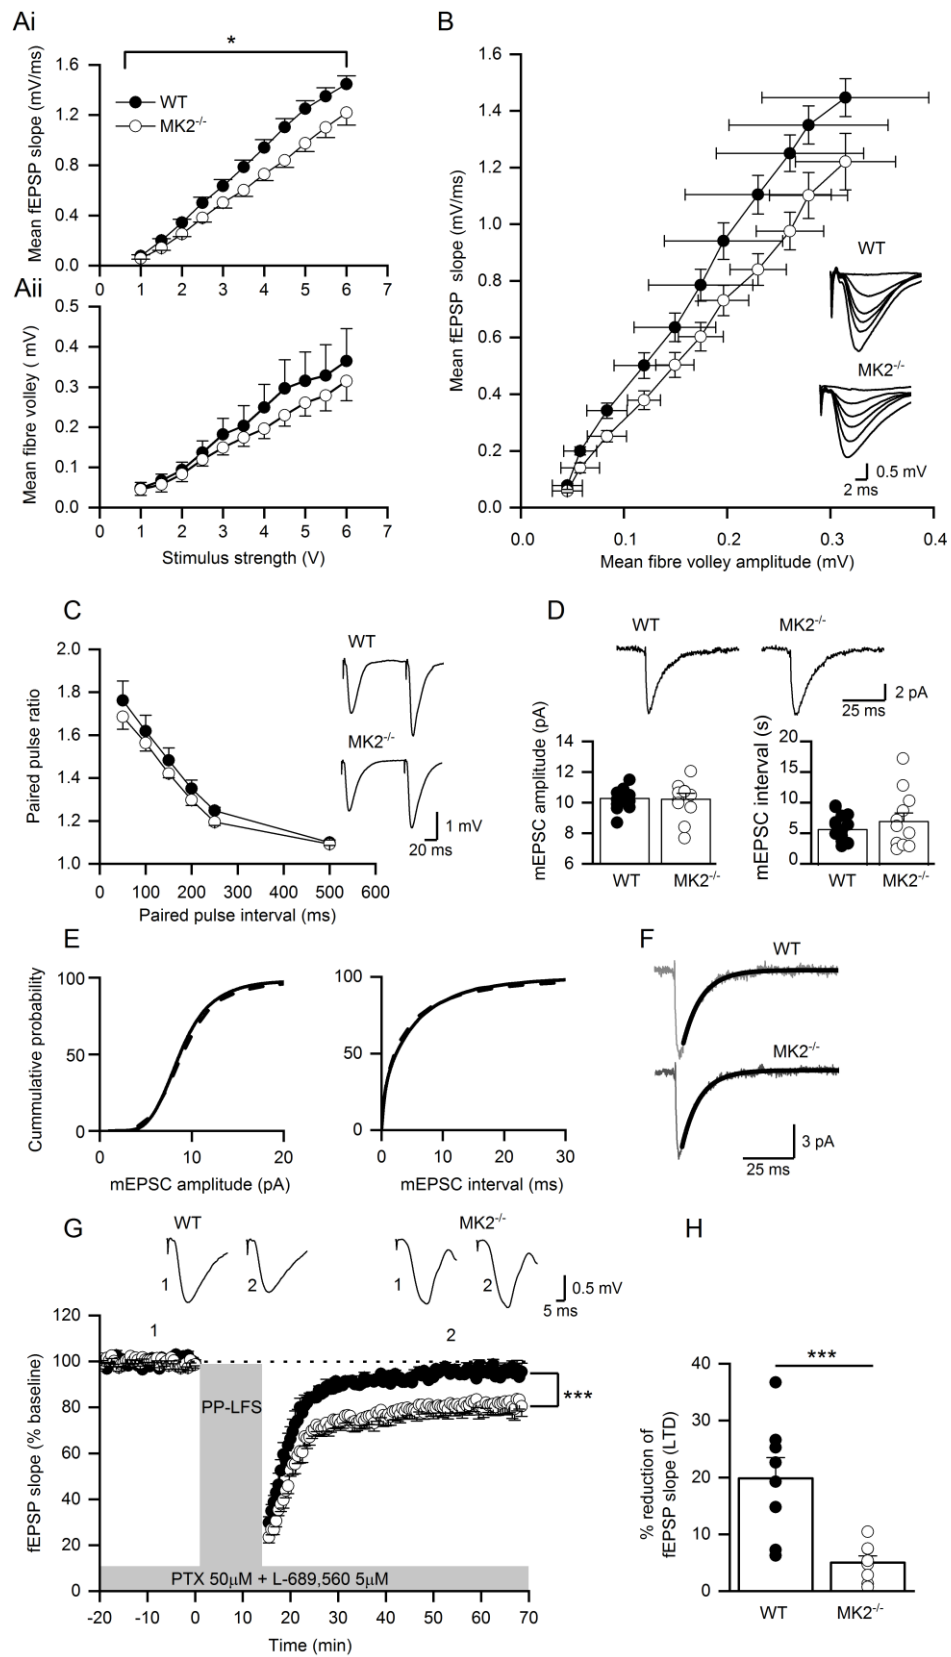 Ai
*
Mean fEPSP slope (mV/ms)
1.6
1.2
0.8
0.4
0.0
WT
MK2-/-
0 1 2 3 4 5 6 7
Aii
Mean fibre volley ( mV)
0.5
0.4
0.3
0.2
0.1
0.0
0 1 2 3 4 5 6 7
Stimulus strength (V)
B
Mean fEPSP slope (mV/ms)
1.6
1.4
1.2
1.0
0.8
0.6
0.4
0.2
0.0
WT
MK2-/-
0.5 mV
2 ms
0.0 0.1 0.2 0.3 0.4
Mean fibre volley amplitude (mV)
C
Paired pulse ratio
2.0
1.8
1.6
1.4
1.2
1.0
WT
MK2-/-
1 mV
20 ms
0 100 200 300 400 500 600
Paired pulse interval (ms)
D
WT
MK2-/-
2 pA
25 ms
mEPSC amplitude (pA)
14
12
10
8
6
WT MK2-/-
mEPSC interval (s)
20
15
10
5
0
WT MK2-/-
E
Cummulative probability
100
50
0
0 10 20
mEPSC amplitude (pA)
100
50
0
0 10 20 30
mEPSC interval (ms)
F
WT
MK2-/-
3 pA
25 ms
G
WT
MK2-/-
1
2
1
2
0.5 mV
5 ms
fEPSP slope (% baseline)
120
100
80
60
40
20
0
1
2
PP-LFS
***
PTX 50µM + L-689,560 5µM
-20 -10 0 10 20 30 40 50 60 70
Time (min)
H
***
% reduction of
fEPSP slope (LTD)
40
30
20
10
0
WT MK2-/-